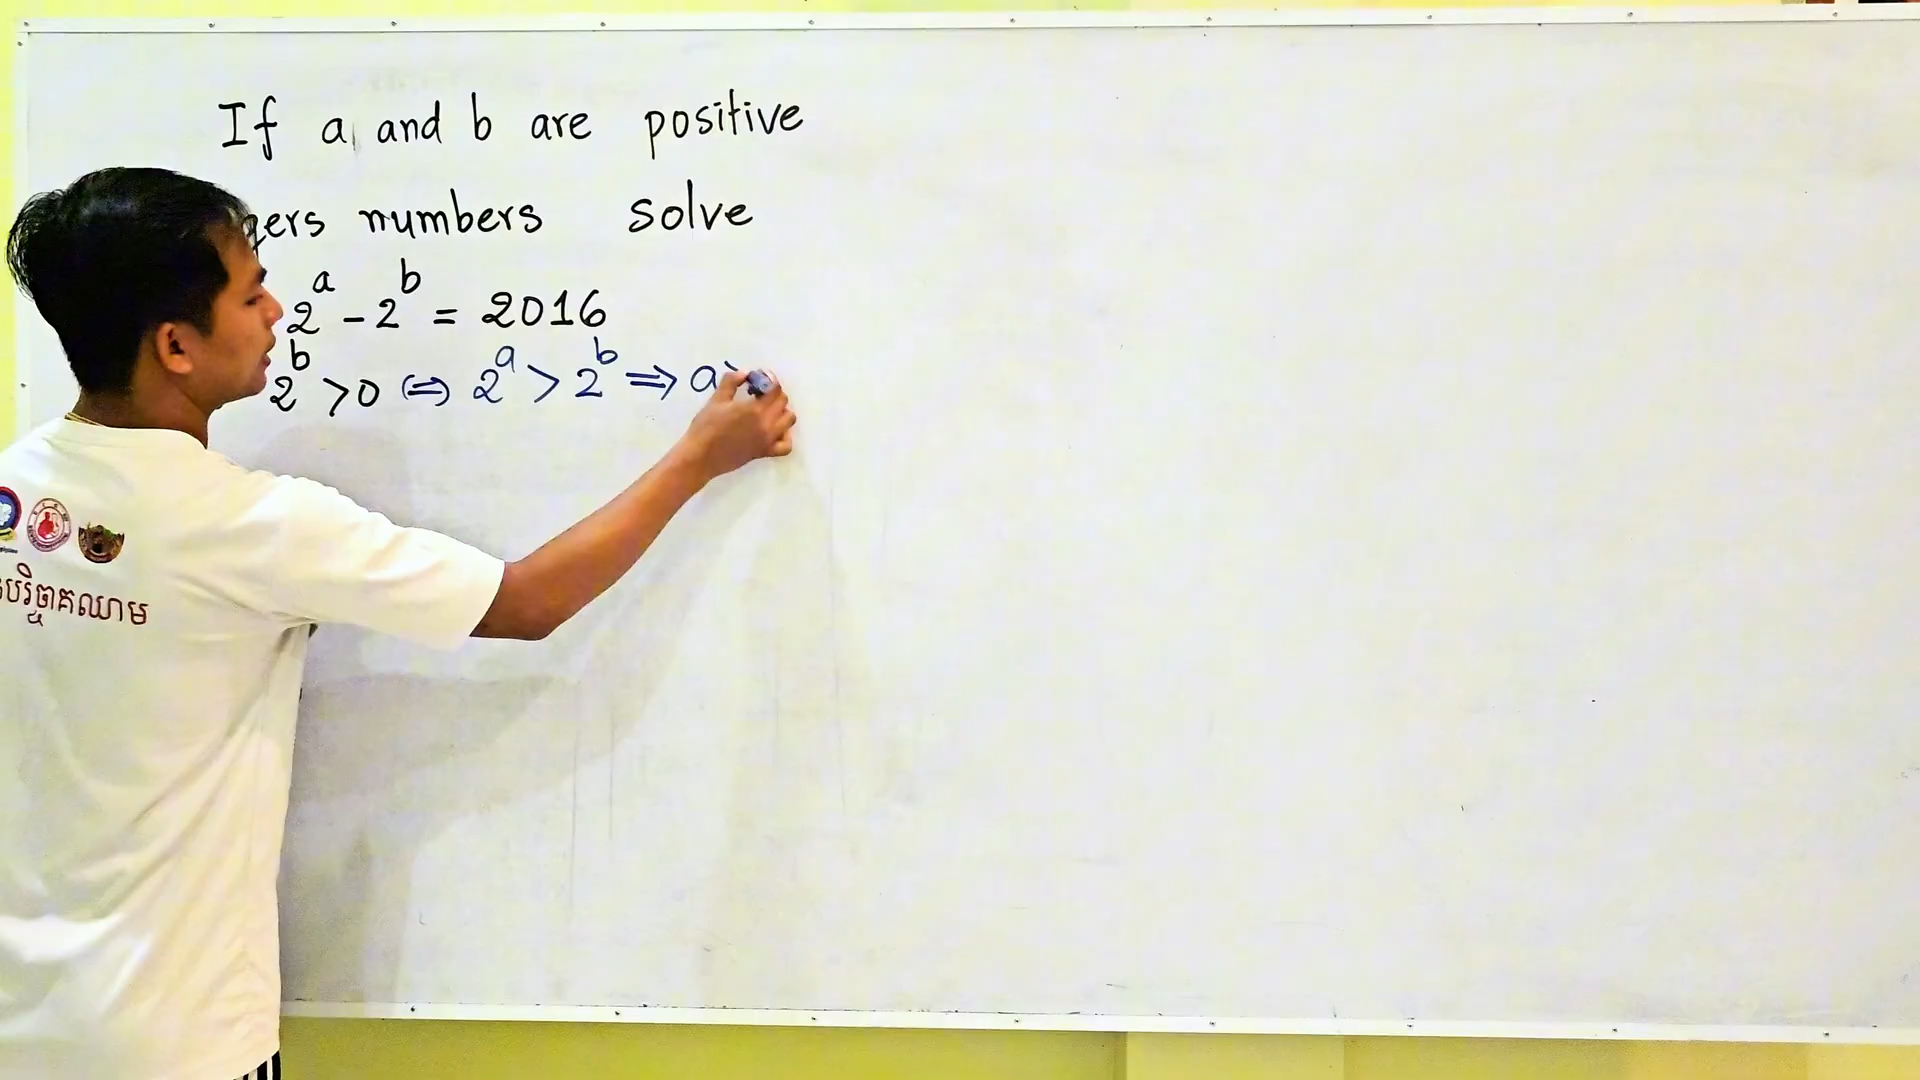 If a, and b are positive
gers numbers solve
2^a - 2^b = 2016
2^b > 0 (⇒) 2^a > 2^b ⇒ a >
បរិច្ចាគឈាម